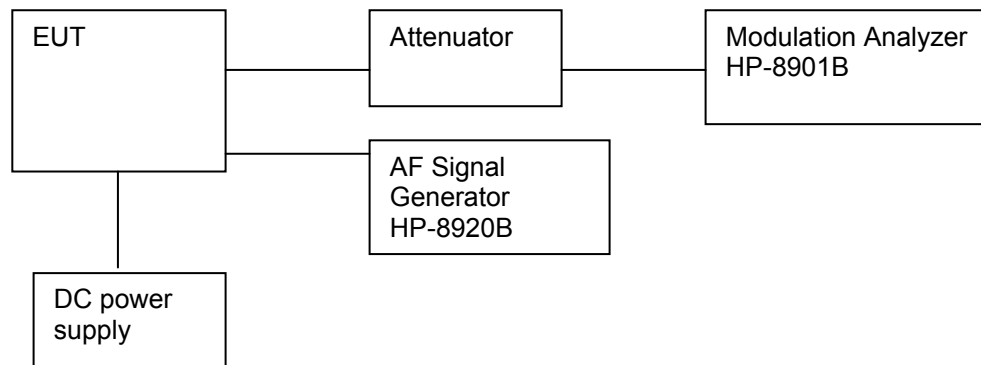 EUT
Attenuator
Modulation Analyzer
HP-8901B
AF Signal
Generator
HP-8920B
DC power
supply